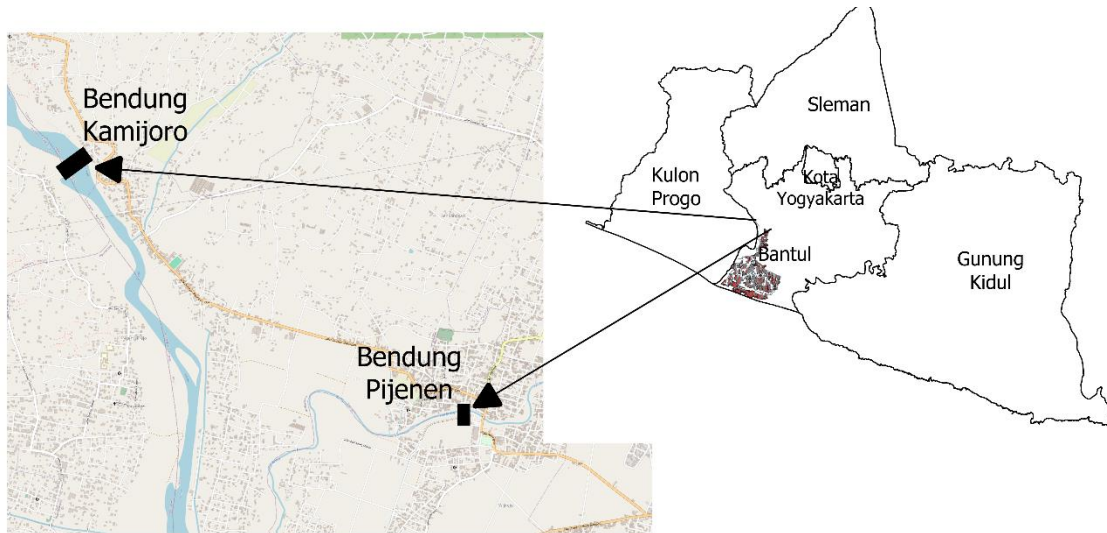 Bendung
Kamijoro
Bendung
Pijenen
Sleman
Kulon
Progo
Kota
Yogyakarta
Bantul
Gunung
Kidul